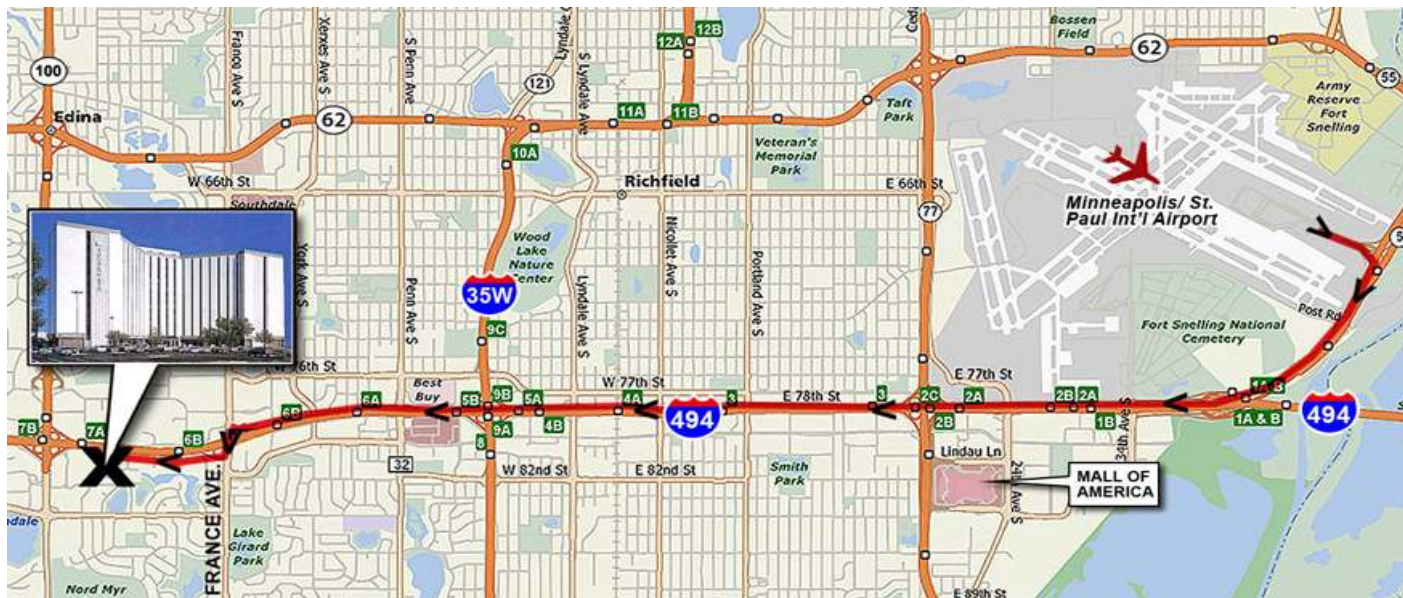 12B
12A
Bossen
Field
62
100
Franco Ave S
Xerxes Ave S
S Penn Ave
Lyndale
S Lyndale Ave
121
55
Army
Reserve
Fort
Snelling
Taft
Park
Edina
62
11A
11B
Veteran's
Memorial
Park
10A
W 66th St
Richfield
E 66th St
Minneapolis/ St.
Paul Int'l Airport
Southdale
77
York Ave S
Wood
Lake
Nature
Center
Nicollet Ave S
Portland Ave S
Penn Ave S
Lyndale Ave S
35W
9C
Post Rd
Fort Snelling National
Cemetery
W 77th St
E 77th St
Best
Buy
6B
6A
5B
9B
5A
4A
494
3
E 78th St
3
2C
2A
2B
2A
1A & B
494
7B
7A
6B
8
9A
4B
2B
1B
34th Ave S
Lindau Ln
32
W 82nd St
E 82nd St
Smith
Park
24th Ave S
MALL OF
AMERICA
FRANCE AVE.
Lake
Girard
Park
Nord Myr
E 89th St